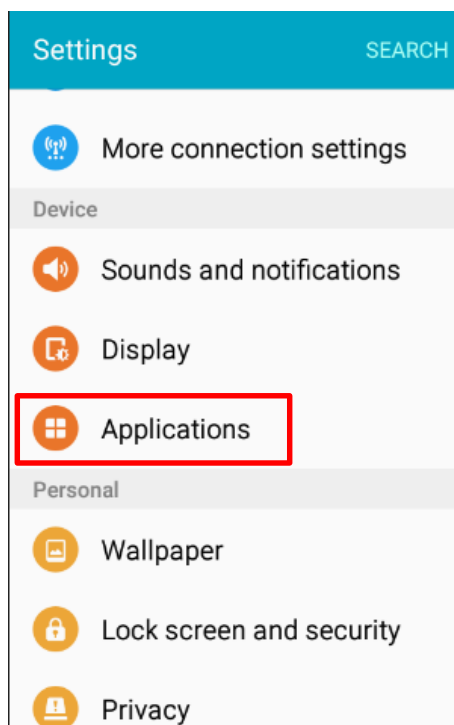 Settings
SEARCH
More connection settings
Device
Sounds and notifications
Display
Applications
Personal
Wallpaper
Lock screen and security
Privacy